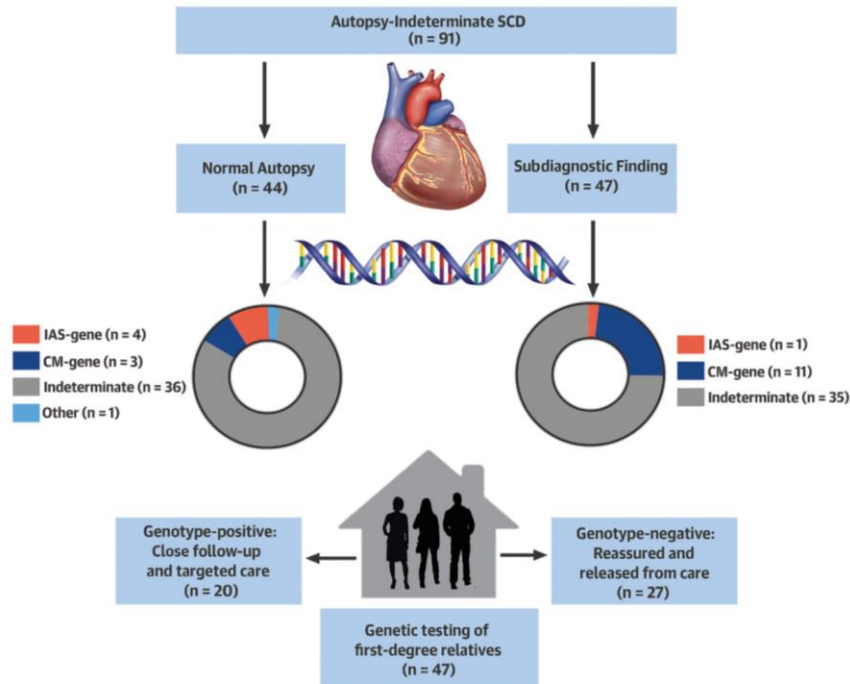 Autopsy-Indeterminate SCD
(n = 91)
Normal Autopsy
(n = 44)
Subdiagnostic Finding
(n = 47)
IAS-gene (n = 4)
CM-gene (n = 3)
Indeterminate (n = 36)
Other (n = 1)
IAS-gene (n = 1)
CM-gene (n = 11)
Indeterminate (n = 35)
Genotype-positive:
Close follow-up
and targeted care
(n = 20)
Genotype-negative:
Reassured and
released from care
(n = 27)
Genetic testing of
first-degree relatives
(n = 47)